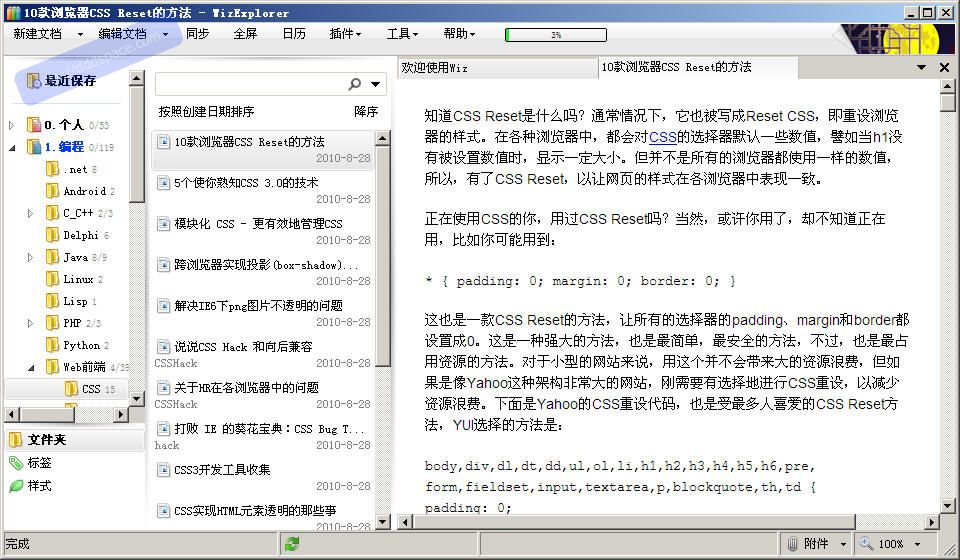 10款浏览器CSS Reset的方法 - WizExplorer
新建文档 编辑文档 同步 全屏 日历 插件 工具 帮助 3%
最近保存
0.个人 0/53
1.编程 0/119
.net 8
Android 2
C_C++ 2/3
Delphi 6
Java 8/9
Linux 2
Lisp 1
PHP 2/3
Python 2
Web前端 4/39
CSS 15
文件夹
标签
样式
按照创建日期排序 降序
10款浏览器CSS Reset的方法
2010-8-28
5个使你熟知CSS 3.0的技术
2010-8-28
模块化 CSS - 更有效地管理CSS
2010-8-28
跨浏览器实现投影(box-shadow)...
2010-8-28
解决IE6下png图片不透明的问题
2010-8-28
说说CSS Hack 和向后兼容
CSSHack 2010-8-28
关于HR在各浏览器中的问题
CSSHack 2010-8-28
打败 IE 的葵花宝典：CSS Bug T...
hack 2010-8-28
CSS3开发工具收集
2010-8-28
CSS实现HTML元素透明的那些事
2010-8-28
欢迎使用Wiz 10款浏览器CSS Reset的方法
知道CSS Reset是什么吗？通常情况下，它也被写成Reset CSS，即重设浏览
器的样式。在各种浏览器中，都会对CSS的选择器默认一些数值，譬如当h1没
有被设置数值时，显示一定大小。但并不是所有的浏览器都使用一样的数值，
所以，有了CSS Reset，以让网页的样式在各浏览器中表现一致。
正在使用CSS的你，用过CSS Reset吗？当然，或许你用了，却不知道正在
用，比如你可能用到：
* { padding: 0; margin: 0; border: 0; }
这也是一款CSS Reset的方法，让所有的选择器的padding、margin和border都
设置成0。这是一种强大的方法，也是最简单，最安全的方法，不过，也是最占
用资源的方法。对于小型的网站来说，用这个并不会带来大的资源浪费，但如
果是像Yahoo这种架构非常大的网站，刚需要有选择地进行CSS重设，以减少
资源浪费。下面是Yahoo的CSS重设代码，也是受最多人喜爱的CSS Reset方
法，YUI选择的方法是：
body,div,dl,dt,dd,ul,ol,li,h1,h2,h3,h4,h5,h6,pre,
form,fieldset,input,textarea,p,blockquote,th,td {
padding: 0;
完成 附件 100%